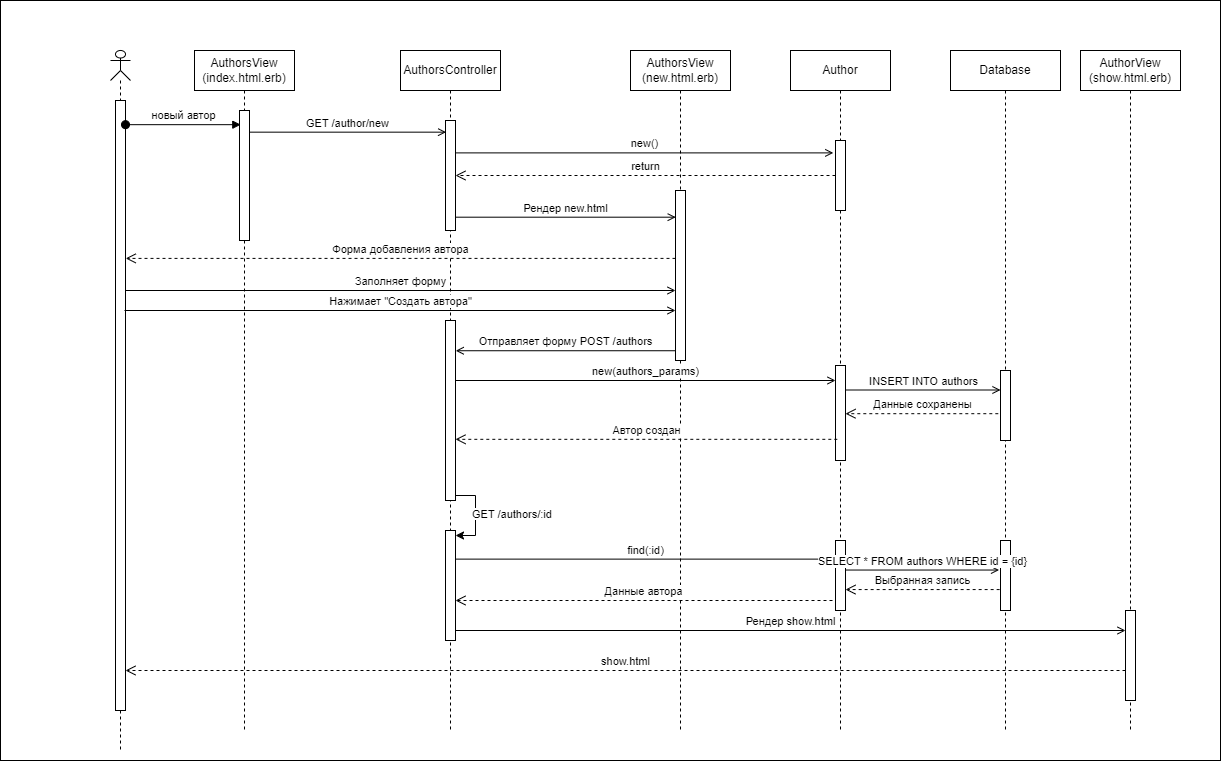 AuthorsView
(index.html.erb)
AuthorsController
AuthorsView
(new.html.erb)
Author
Database
AuthorView
(show.html.erb)
новый автор
GET /author/new
new()
return
Рендер new.html
Форма добавления автора
Заполняет форму
Нажимает "Создать автора"
Отправляет форму POST /authors
new(authors_params)
INSERT INTO authors
Данные сохранены
Автор создан
GET /authors/:id
find(:id)
SELECT * FROM authors WHERE id = {id}
Выбранная запись
Данные автора
Рендер show.html
show.html